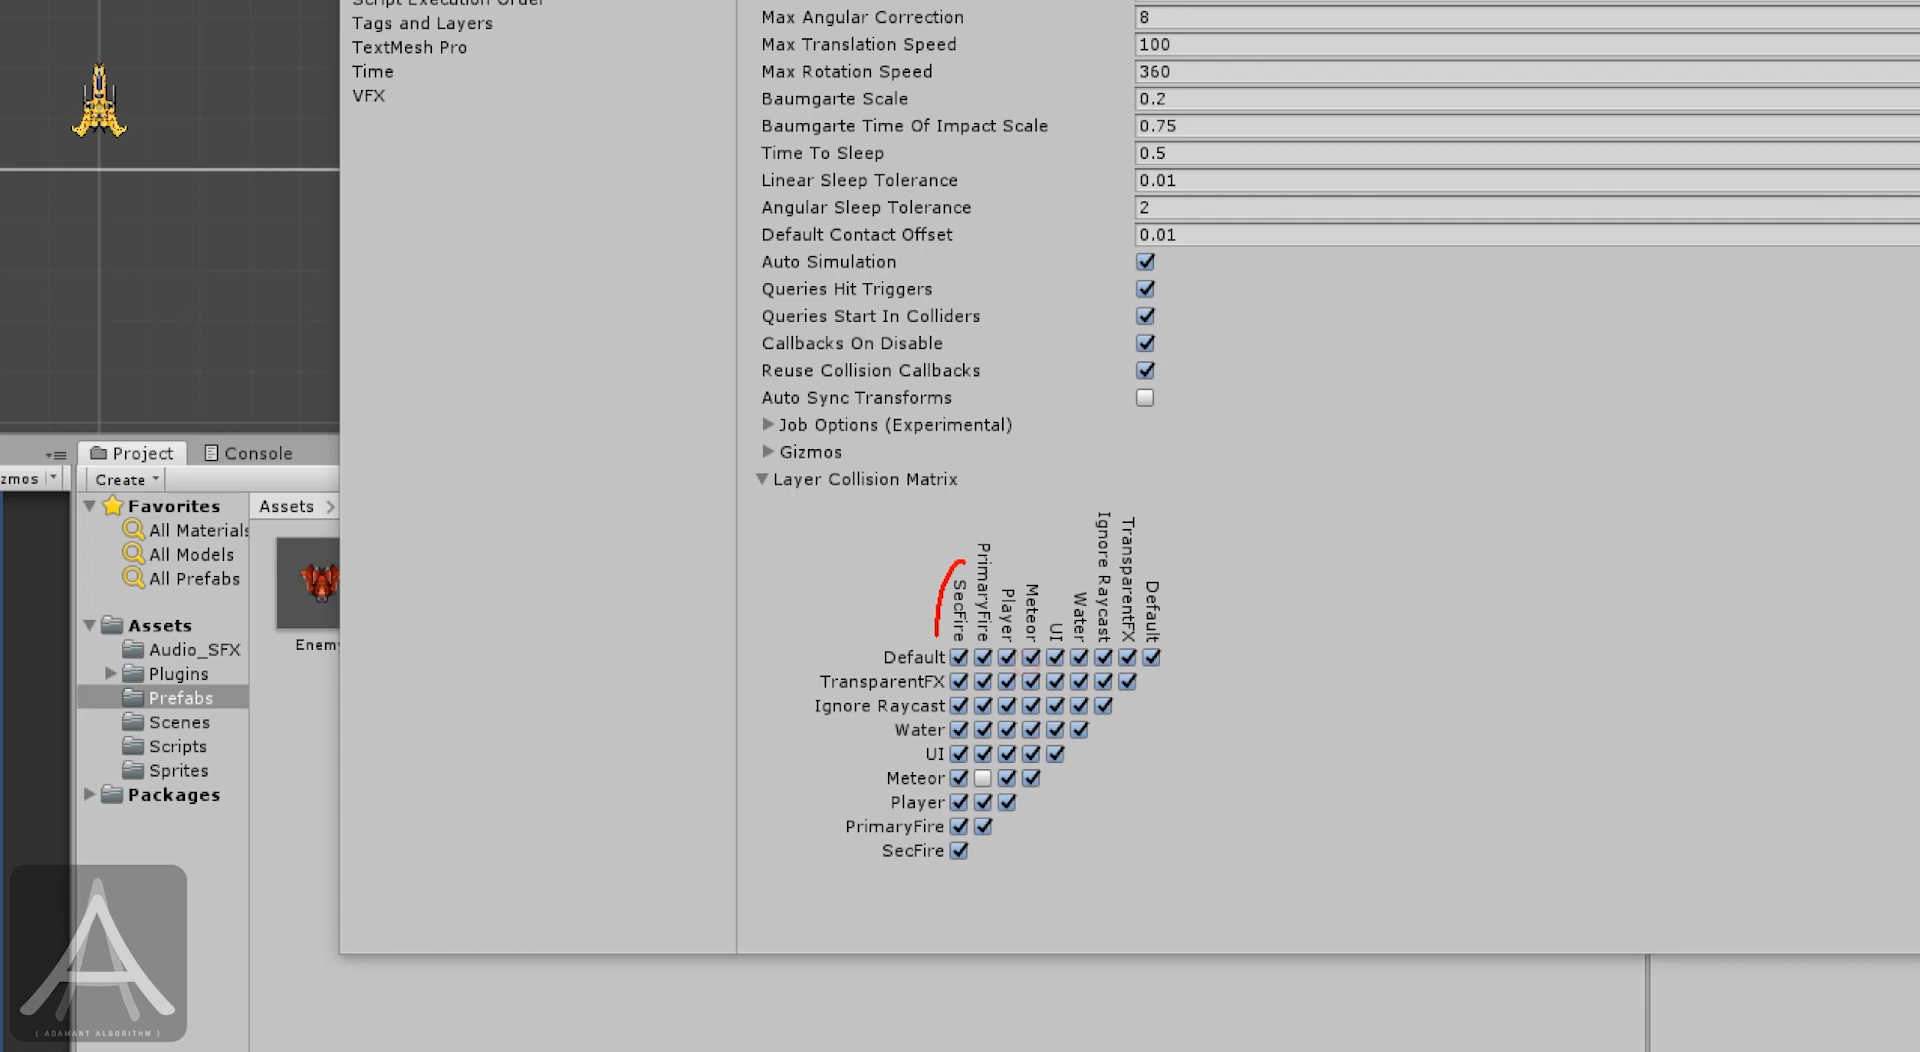 Script Execution Order
Tags and Layers
TextMesh Pro
Time
VFX
Max Angular Correction 8
Max Translation Speed 100
Max Rotation Speed 360
Baumgarte Scale 0.2
Baumgarte Time Of Impact Scale 0.75
Time To Sleep 0.5
Linear Sleep Tolerance 0.01
Angular Sleep Tolerance 2
Default Contact Offset 0.01
Auto Simulation
Queries Hit Triggers
Queries Start In Colliders
Callbacks On Disable
Reuse Collision Callbacks
Auto Sync Transforms
Job Options (Experimental)
Gizmos
Layer Collision Matrix
SecFire
PrimaryFire
Player
Meteor
UI
Water
Ignore Raycast
TransparentFX
Default
Default
TransparentFX
Ignore Raycast
Water
UI
Meteor
Player
PrimaryFire
SecFire
Project
Console
zmos
Create
Favorites
All Materials
All Models
All Prefabs
Assets
Audio_SFX
Plugins
Prefabs
Scenes
Scripts
Sprites
Packages
Assets
Enemy
( ADAMANT ALGORITHM )